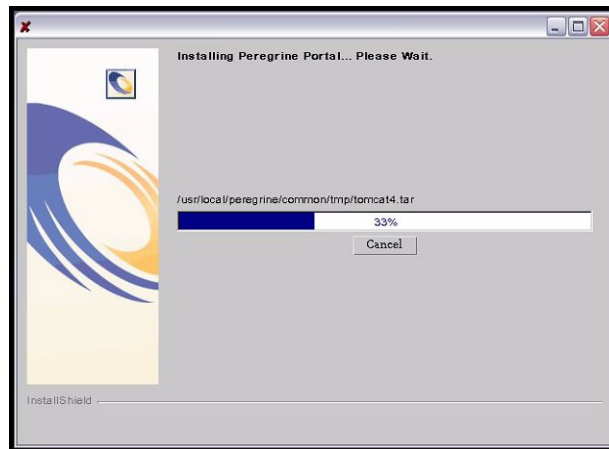 Installing Peregrine Portal... Please Wait.
/usr/local/peregrine/common/tmp/tomcat4.tar
33%
Cancel
InstallShield